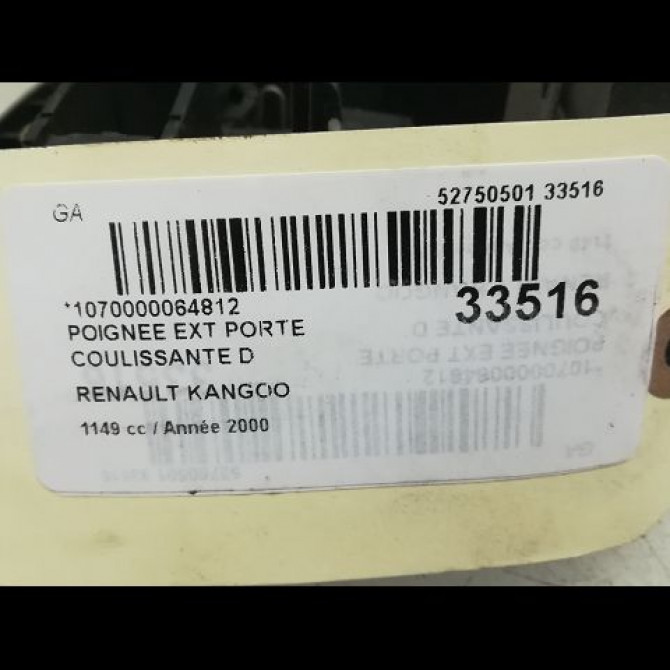 GA
52750501 33516
*1070000064812
33516
POIGNEE EXT PORTE
COULISSANTE D
RENAULT KANGOO
1149 cc / Année 2000